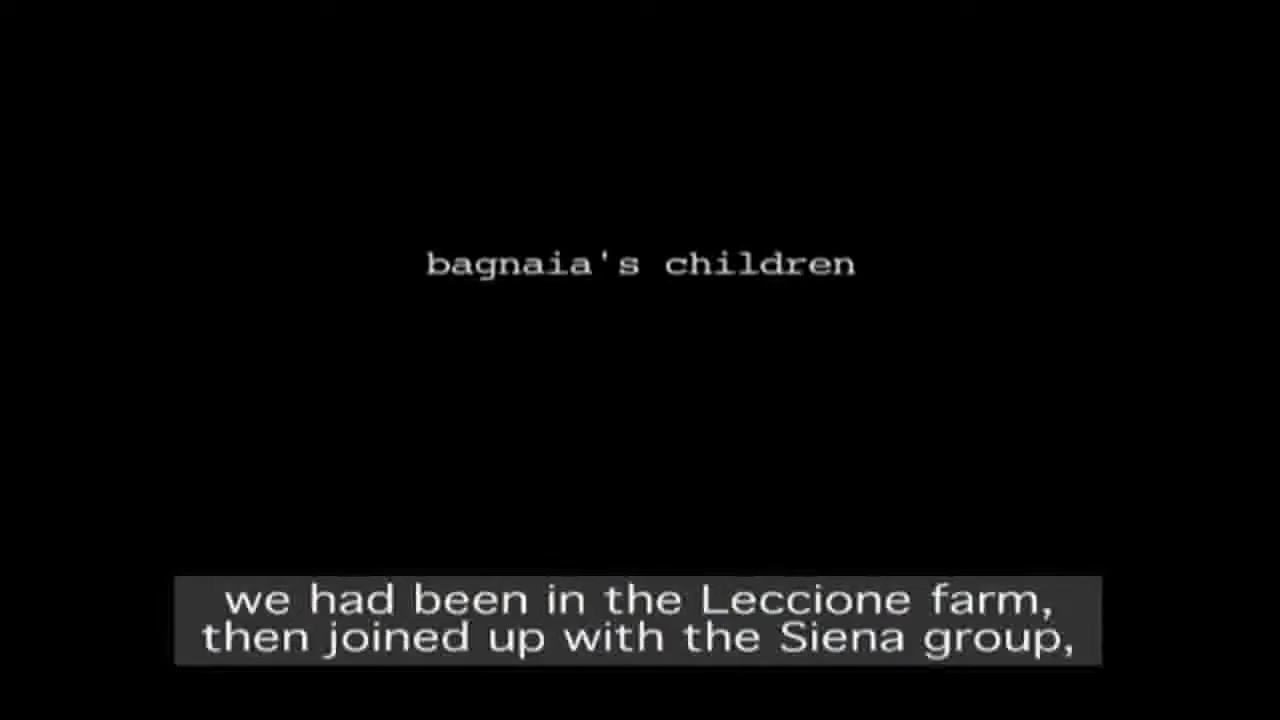 bagnaia's children
we had been in the Leccione farm,
then joined up with the Siena group,